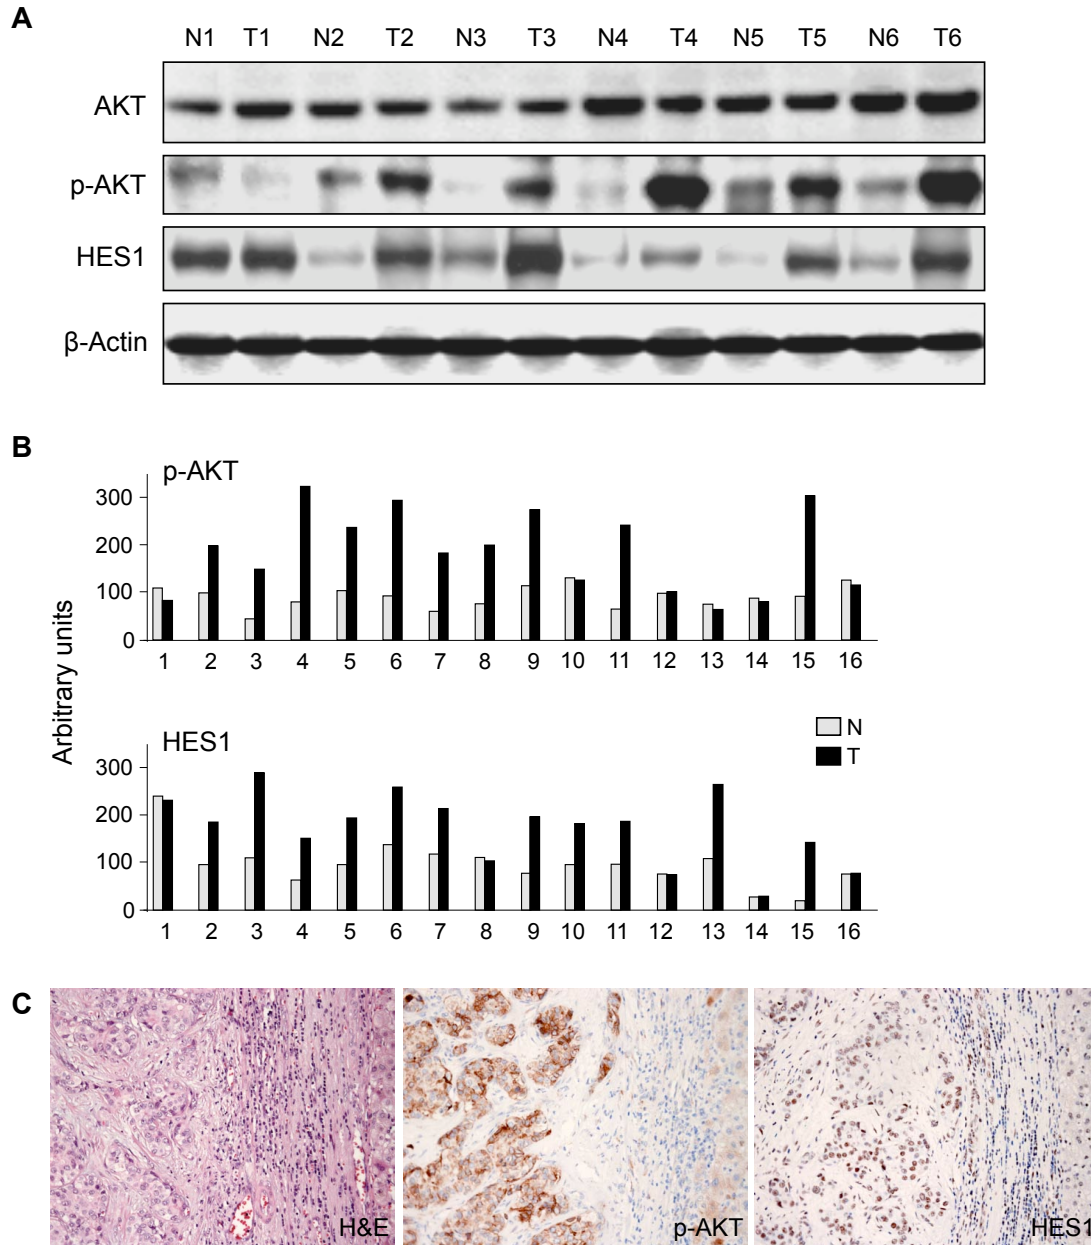 A
N1 T1 N2 T2 N3 T3 N4 T4 N5 T5 N6 T6
AKT
p-AKT
HES1
β-Actin
B
p-AKT
300
200
100
0
1 2 3 4 5 6 7 8 9 10 11 12 13 14 15 16
Arbitrary units
N
T
HES1
300
200
100
0
1 2 3 4 5 6 7 8 9 10 11 12 13 14 15 16
C
H&E
p-AKT
HES1